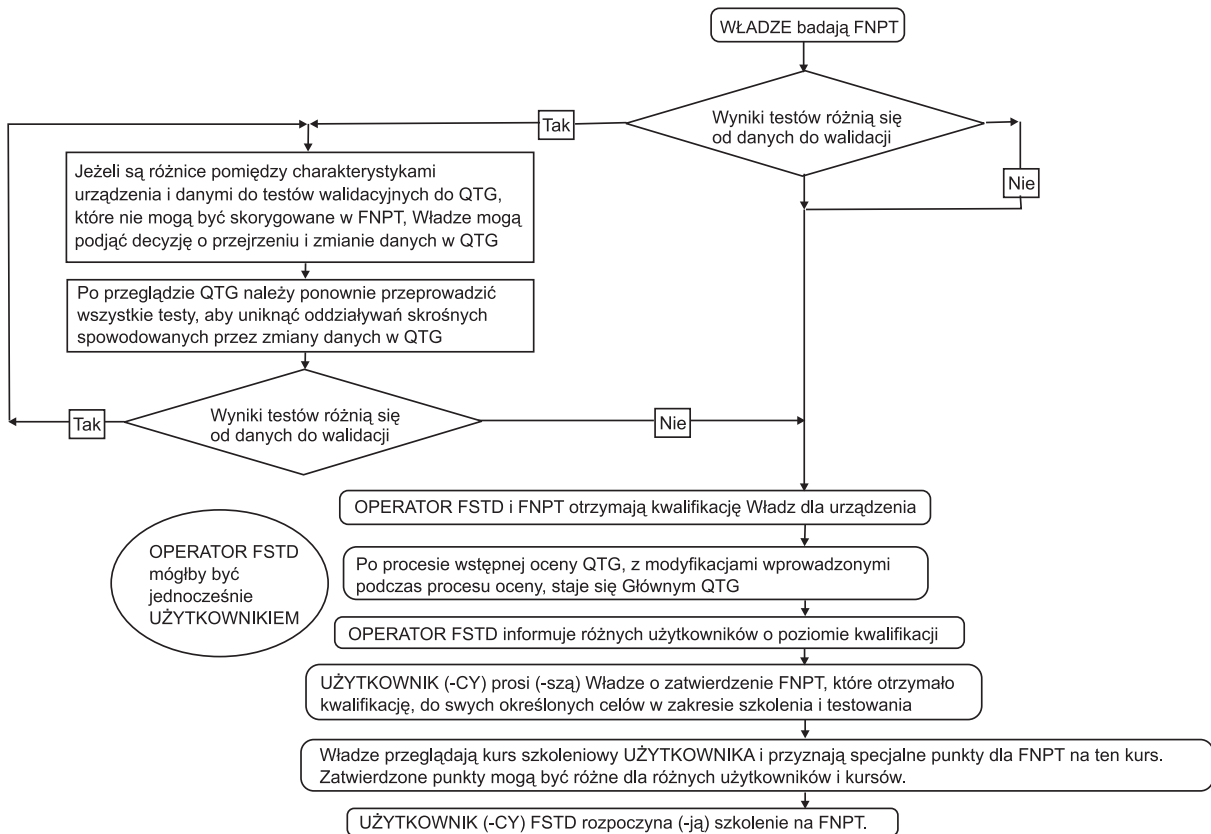 WŁADZE badają FNPT
Wyniki testów różnią się
od danych do walidacji
Tak
Nie
Jeżeli są różnice pomiędzy charakterystykami
urządzenia i danymi do testów walidacyjnych do QTG,
które nie mogą być skorygowane w FNPT, Władze mogą
podjąć decyzję o przejrzeniu i zmianie danych w QTG
Po przeglądzie QTG należy ponownie przeprowadzić
wszystkie testy, aby uniknąć oddziaływań skrośnych
spowodowanych przez zmiany danych w QTG
Wyniki testów różnią się
od danych do walidacji
Tak
Nie
OPERATOR FSTD i FNPT otrzymają kwalifikację Władz dla urządzenia
OPERATOR FSTD
mógłby być
jednocześnie
UŻYTKOWNIKIEM
Po procesie wstępnej oceny QTG, z modyfikacjami wprowadzonymi
podczas procesu oceny, staje się Głównym QTG
OPERATOR FSTD informuje różnych użytkowników o poziomie kwalifikacji
UŻYTKOWNIK (-CY) prosi (-szą) Władze o zatwierdzenie FNPT, które otrzymało
kwalifikację, do swych określonych celów w zakresie szkolenia i testowania
Władze przeglądają kurs szkoleniowy UŻYTKOWNIKA i przyznają specjalne punkty dla FNPT na ten kurs.
Zatwierdzone punkty mogą być różne dla różnych użytkowników i kursów.
UŻYTKOWNIK (-CY) FSTD rozpoczyna (-ją) szkolenie na FNPT.